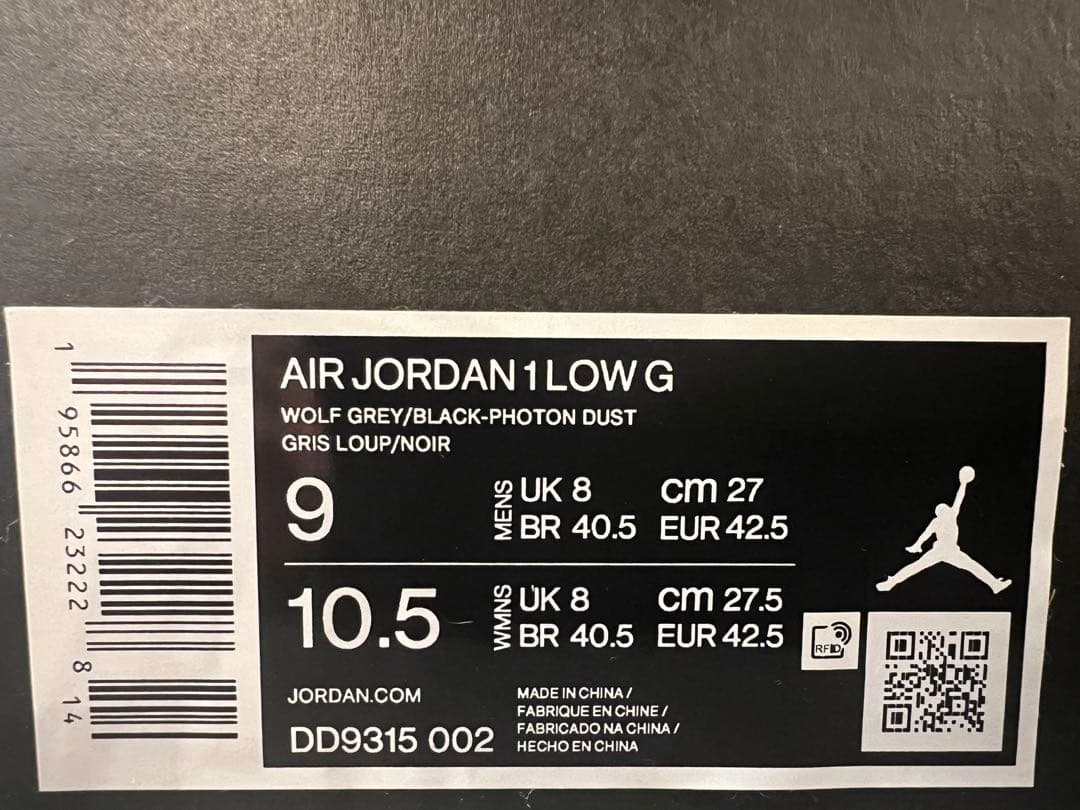 1 95866 23222 8 14
AIR JORDAN 1 LOW G
WOLF GREY/BLACK-PHOTON DUST
GRIS LOUP/NOIR
9
MENS
UK 8 cm 27
BR 40.5 EUR 42.5
10.5
WMNS
UK 8 cm 27.5
BR 40.5 EUR 42.5
RFID
JORDAN.COM
DD9315 002
MADE IN CHINA /
FABRIQUE EN CHINE /
FABRICADO NA CHINA /
HECHO EN CHINA